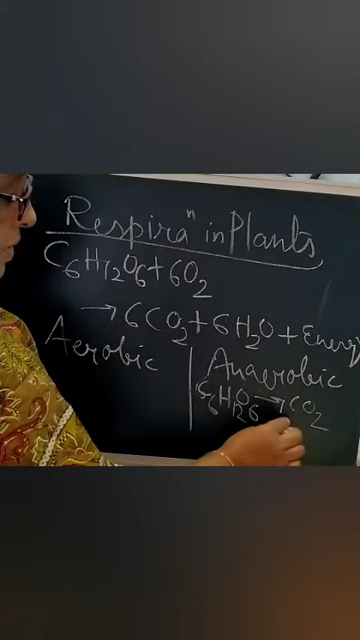 Respiraⁿ in Plants
C₆H₁₂O₆+6O₂
→6CO₂+6H₂O+Energy
Aerobic
Anaerobic
C₆H₁₂O₆→CO₂